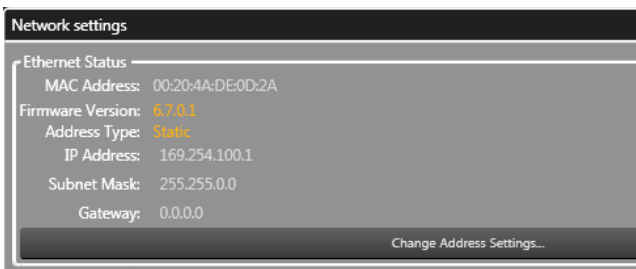 Network settings
Ethernet Status
MAC Address: 00:20:4A:DE:0D:2A
Firmware Version: 6.7.0.1
Address Type: Static
IP Address: 169.254.100.1
Subnet Mask: 255.255.0.0
Gateway: 0.0.0.0
Change Address Settings...